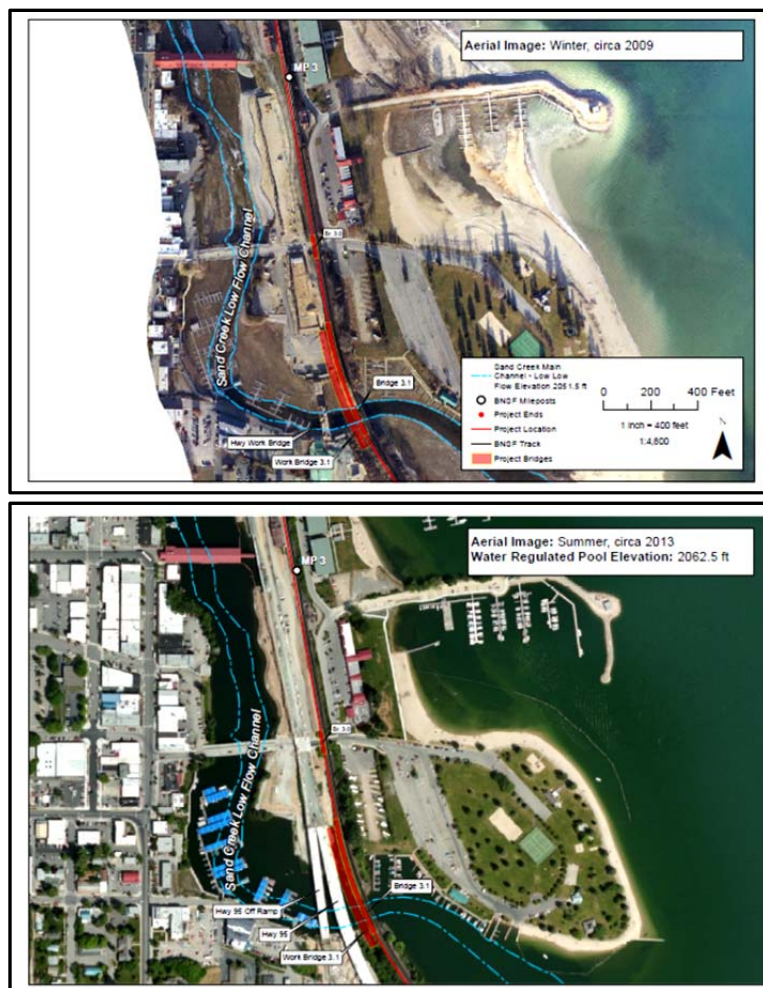 Aerial Image: Winter, circa 2009
MP 3
Br. 3.0
Sand Creek Low Flow Channel
Bridge 3.1
Hwy Work Bridge
Work Bridge 3.1
Sand Creek Main
Channel - Low Low
Flow Elevation 2051.5 ft
BNSF Mileposts
Project Ends
Project Location
BNSF Track
Project Bridges
0 200 400 Feet
1 inch = 400 feet
1:4,800
N
Aerial Image: Summer, circa 2013
Water Regulated Pool Elevation: 2062.5 ft
MP 3
Br. 3.0
Sand Creek Low Flow Channel
Bridge 3.1
Hwy 95 Off Ramp
Hwy 95
Work Bridge 3.1